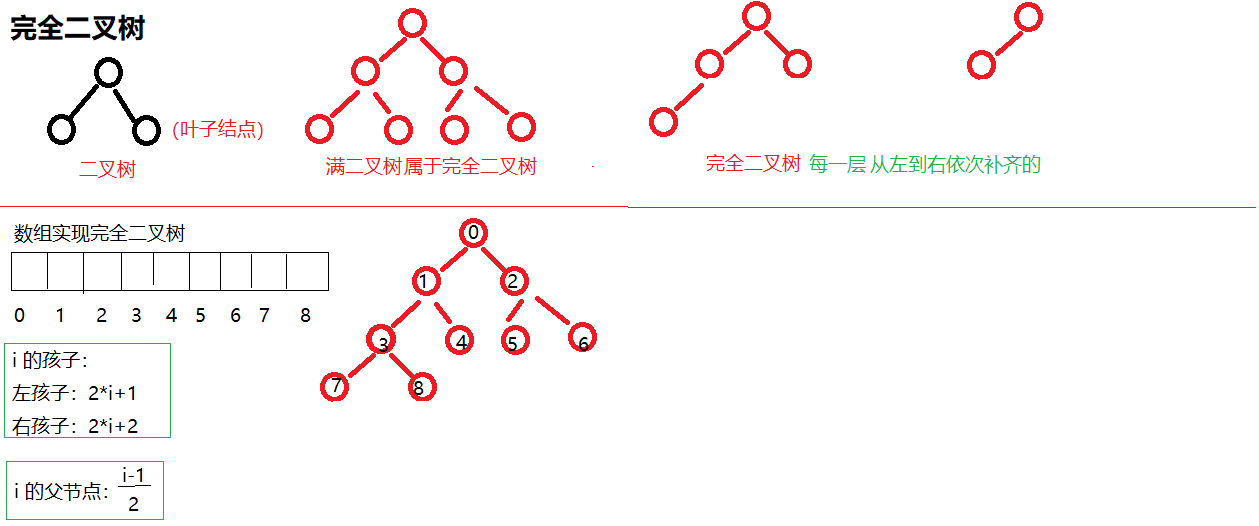 完全二叉树
(叶子结点)
二叉树
满二叉树属于完全二叉树
完全二叉树 每一层 从左到右依次补齐的
数组实现完全二叉树
0 1 2 3 4 5 6 7 8
i 的孩子：
左孩子：2*i+1
右孩子：2*i+2
i 的父节点：
i-1
2
0
1 2
3 4 5 6
7 8